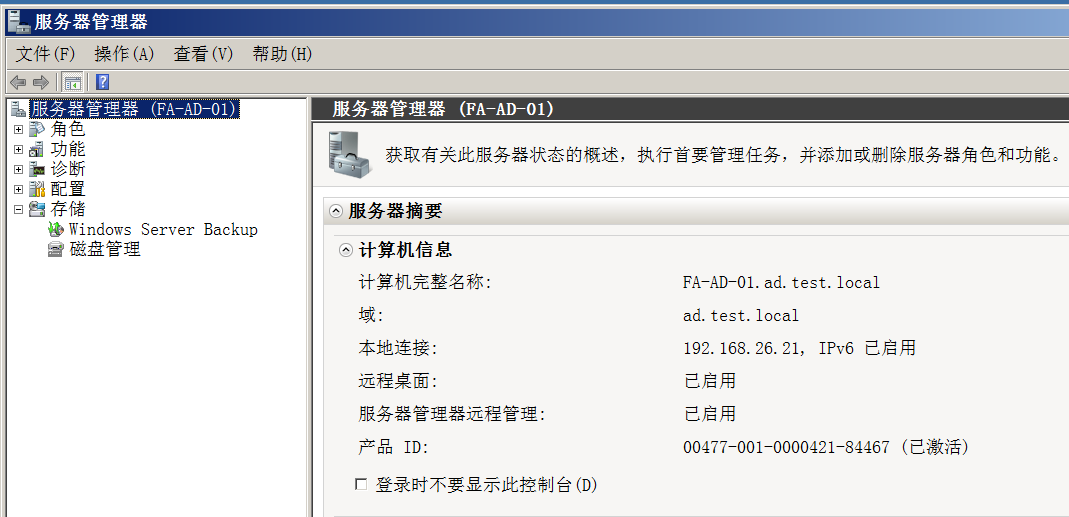 服务器管理器
文件(F) 操作(A) 查看(V) 帮助(H)
服务器管理器 (FA-AD-01)
角色
功能
诊断
配置
存储
Windows Server Backup
磁盘管理
服务器管理器 (FA-AD-01)
获取有关此服务器状态的概述，执行首要管理任务，并添加或删除服务器角色和功能。
服务器摘要
计算机信息
计算机完整名称: FA-AD-01.ad.test.local
域: ad.test.local
本地连接: 192.168.26.21, IPv6 已启用
远程桌面: 已启用
服务器管理器远程管理: 已启用
产品 ID: 00477-001-0000421-84467 (已激活)
登录时不要显示此控制台(D)